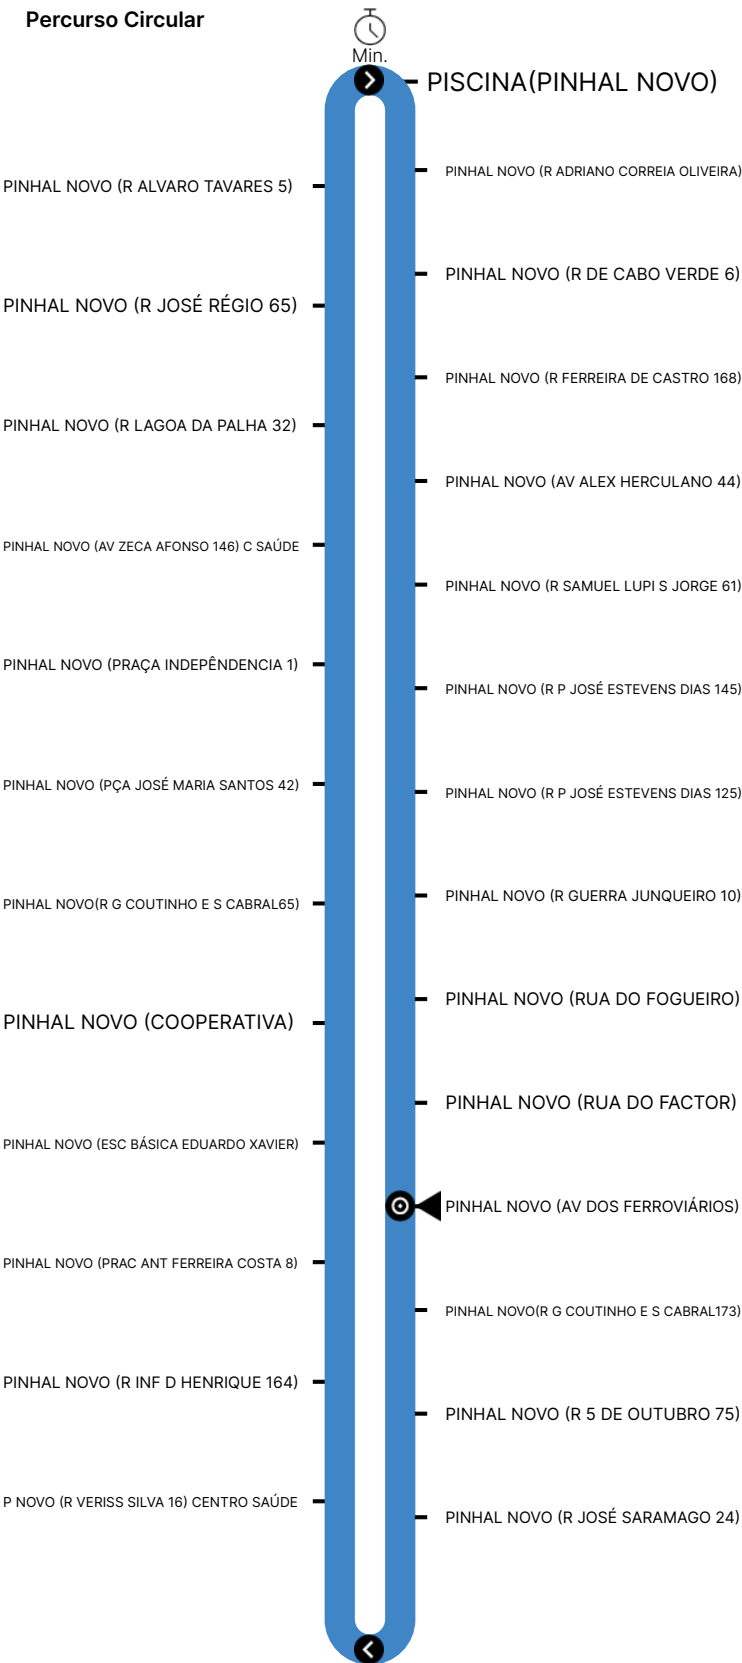 Percurso Circular
Min.
PISCINA(PINHAL NOVO)
PINHAL NOVO (R ADRIANO CORREIA OLIVEIRA)
PINHAL NOVO (R DE CABO VERDE 6)
PINHAL NOVO (R FERREIRA DE CASTRO 168)
PINHAL NOVO (AV ALEX HERCULANO 44)
PINHAL NOVO (R SAMUEL LUPI S JORGE 61)
PINHAL NOVO (R P JOSÉ ESTEVENS DIAS 145)
PINHAL NOVO (R P JOSÉ ESTEVENS DIAS 125)
PINHAL NOVO (R GUERRA JUNQUEIRO 10)
PINHAL NOVO (RUA DO FOGUEIRO)
PINHAL NOVO (RUA DO FACTOR)
PINHAL NOVO (AV DOS FERROVIÁRIOS)
PINHAL NOVO(R G COUTINHO E S CABRAL173)
PINHAL NOVO (R 5 DE OUTUBRO 75)
PINHAL NOVO (R JOSÉ SARAMAGO 24)
PINHAL NOVO (R ALVARO TAVARES 5)
PINHAL NOVO (R JOSÉ RÉGIO 65)
PINHAL NOVO (R LAGOA DA PALHA 32)
PINHAL NOVO (AV ZECA AFONSO 146) C SAÚDE
PINHAL NOVO (PRAÇA INDEPÊNDENCIA 1)
PINHAL NOVO (PÇA JOSÉ MARIA SANTOS 42)
PINHAL NOVO(R G COUTINHO E S CABRAL65)
PINHAL NOVO (COOPERATIVA)
PINHAL NOVO (ESC BÁSICA EDUARDO XAVIER)
PINHAL NOVO (PRAC ANT FERREIRA COSTA 8)
PINHAL NOVO (R INF D HENRIQUE 164)
P NOVO (R VERISS SILVA 16) CENTRO SAÚDE